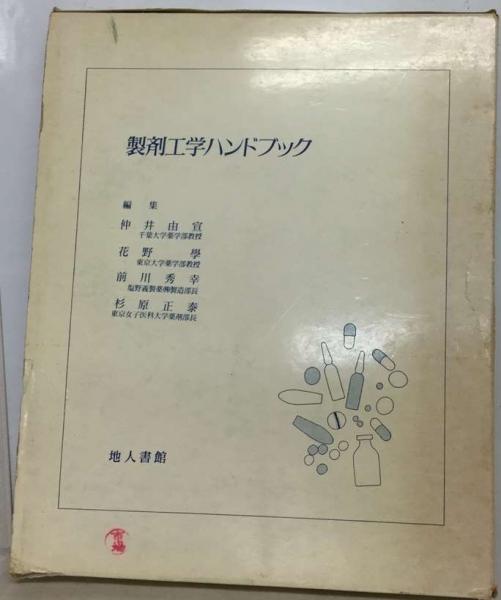 製剤工学ハンドブック
編集
仲井由宣
千葉大学薬学部教授
花野學
東京大学薬学部教授
前川秀幸
塩野義製薬㈱製造部長
杉原正泰
東京女子医科大学薬剤部長
地人書館
市場